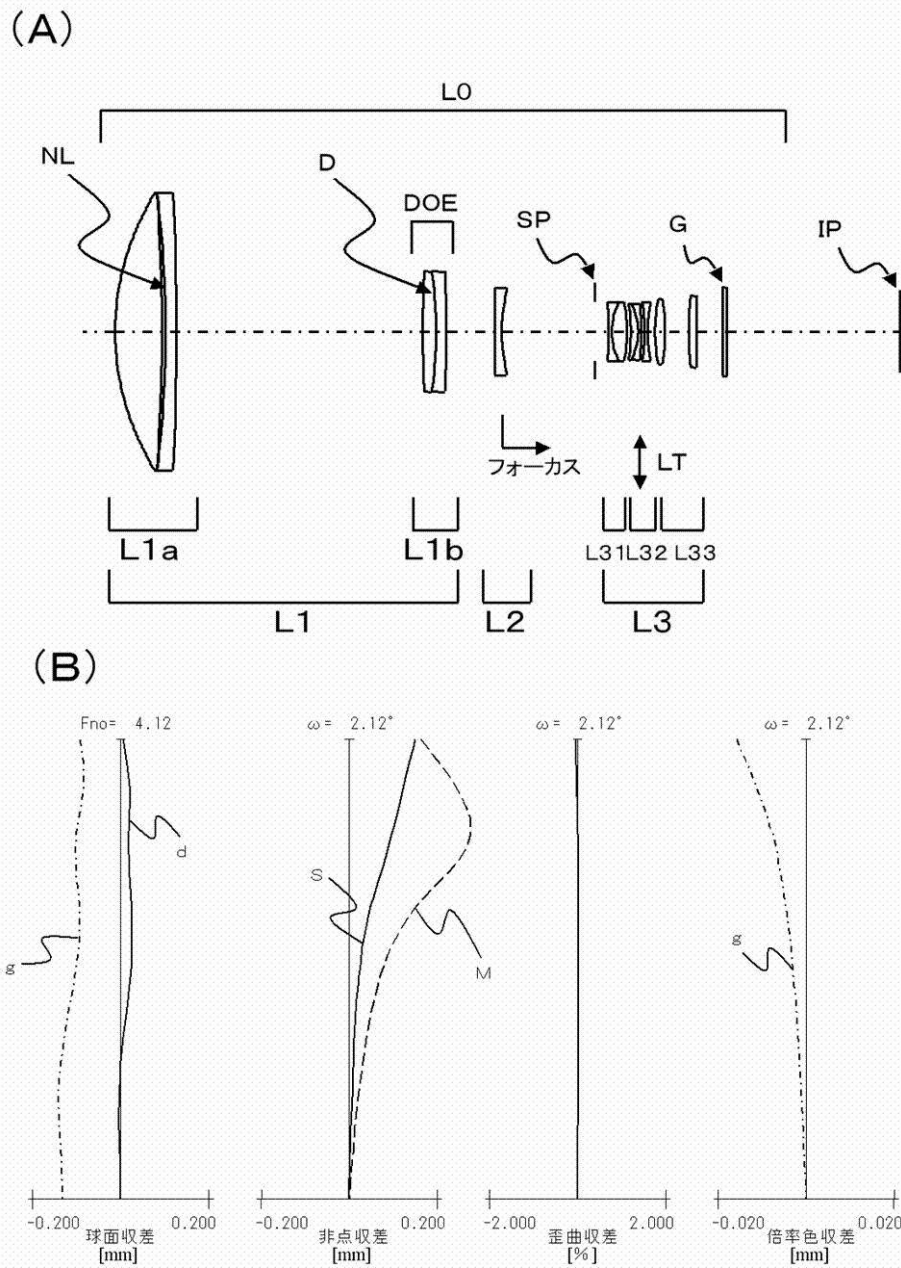 (A)
L0
NL
D
DOE
SP
G
IP
フォーカス
LT
L1a
L1b
L31
L32
L33
L1
L2
L3
(B)
Fno= 4.12
ω= 2.12°
ω= 2.12°
ω= 2.12°
d
g
S
M
g
-0.200 0.200
球面収差
[mm]
-0.200 0.200
非点収差
[mm]
-2.000 2.000
歪曲収差
[%]
-0.020 0.020
倍率色収差
[mm]